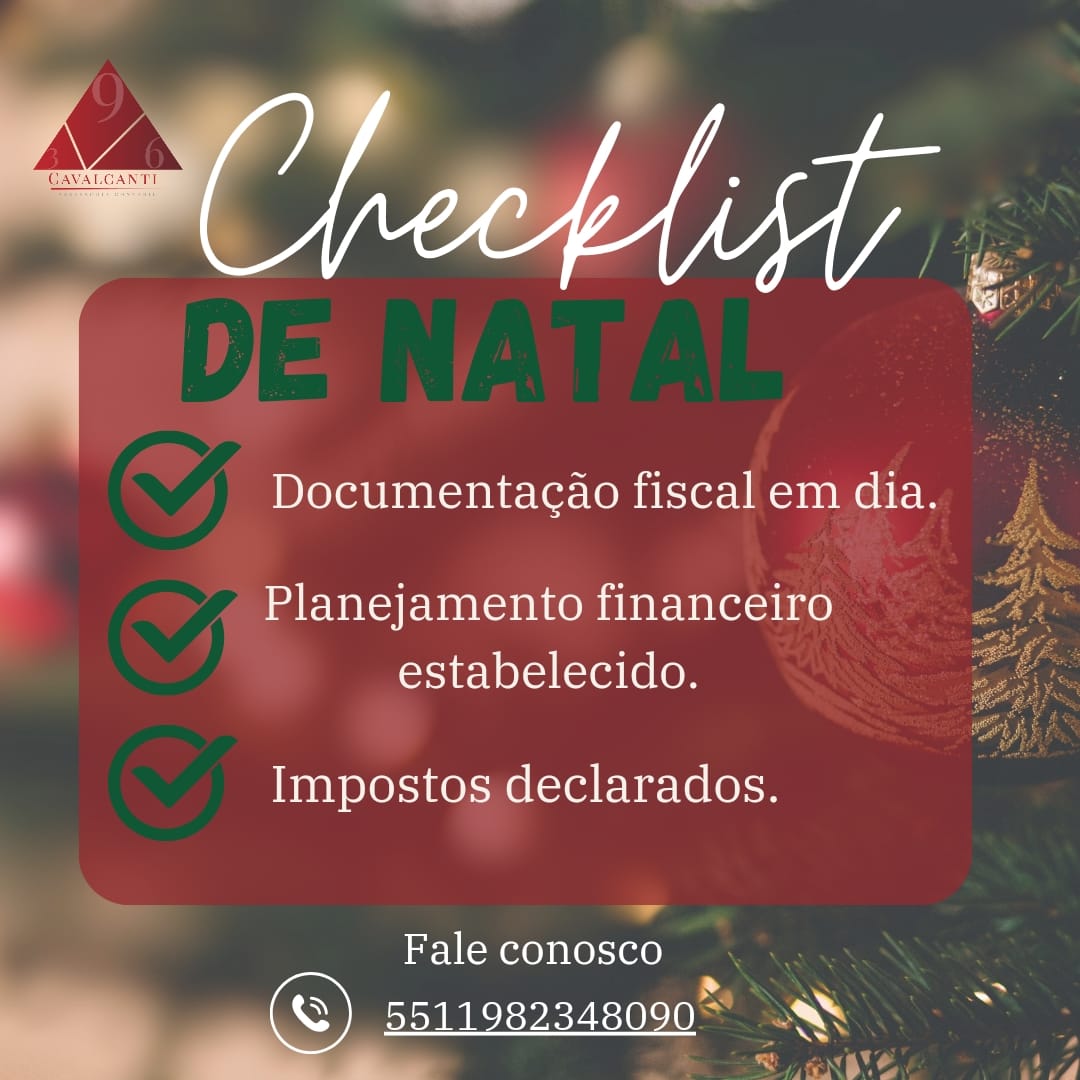 9
3 6
CAVALCANTI
Checklist
DE NATAL
Documentação fiscal em dia.
Planejamento financeiro
estabelecido.
Impostos declarados.
Fale conosco
5511982348090